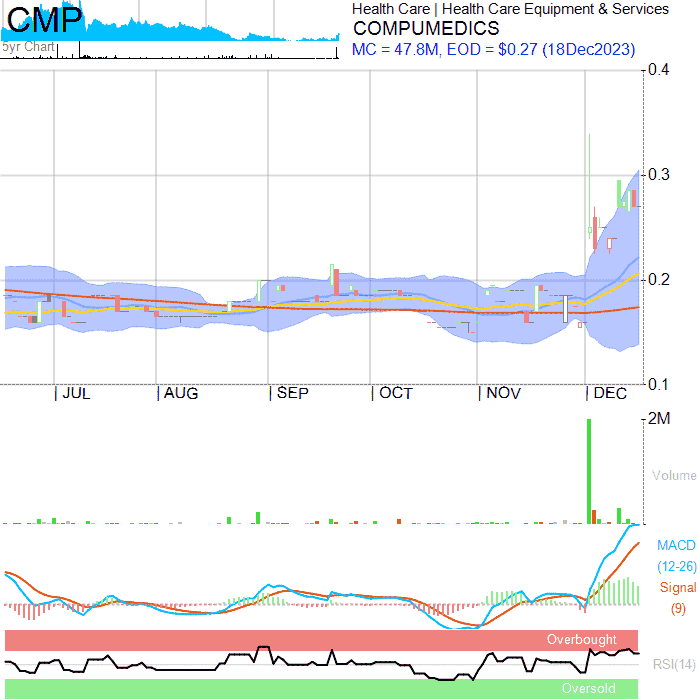 CMP
5yr Chart
Health Care | Health Care Equipment & Services
COMPUMEDICS
MC = 47.8M, EOD = $0.27 (18Dec2023)
0.4
0.3
0.2
0.1
JUL AUG SEP OCT NOV DEC
2M
Volume
MACD
(12-26)
Signal
(9)
Overbought
RSI(14)
Oversold